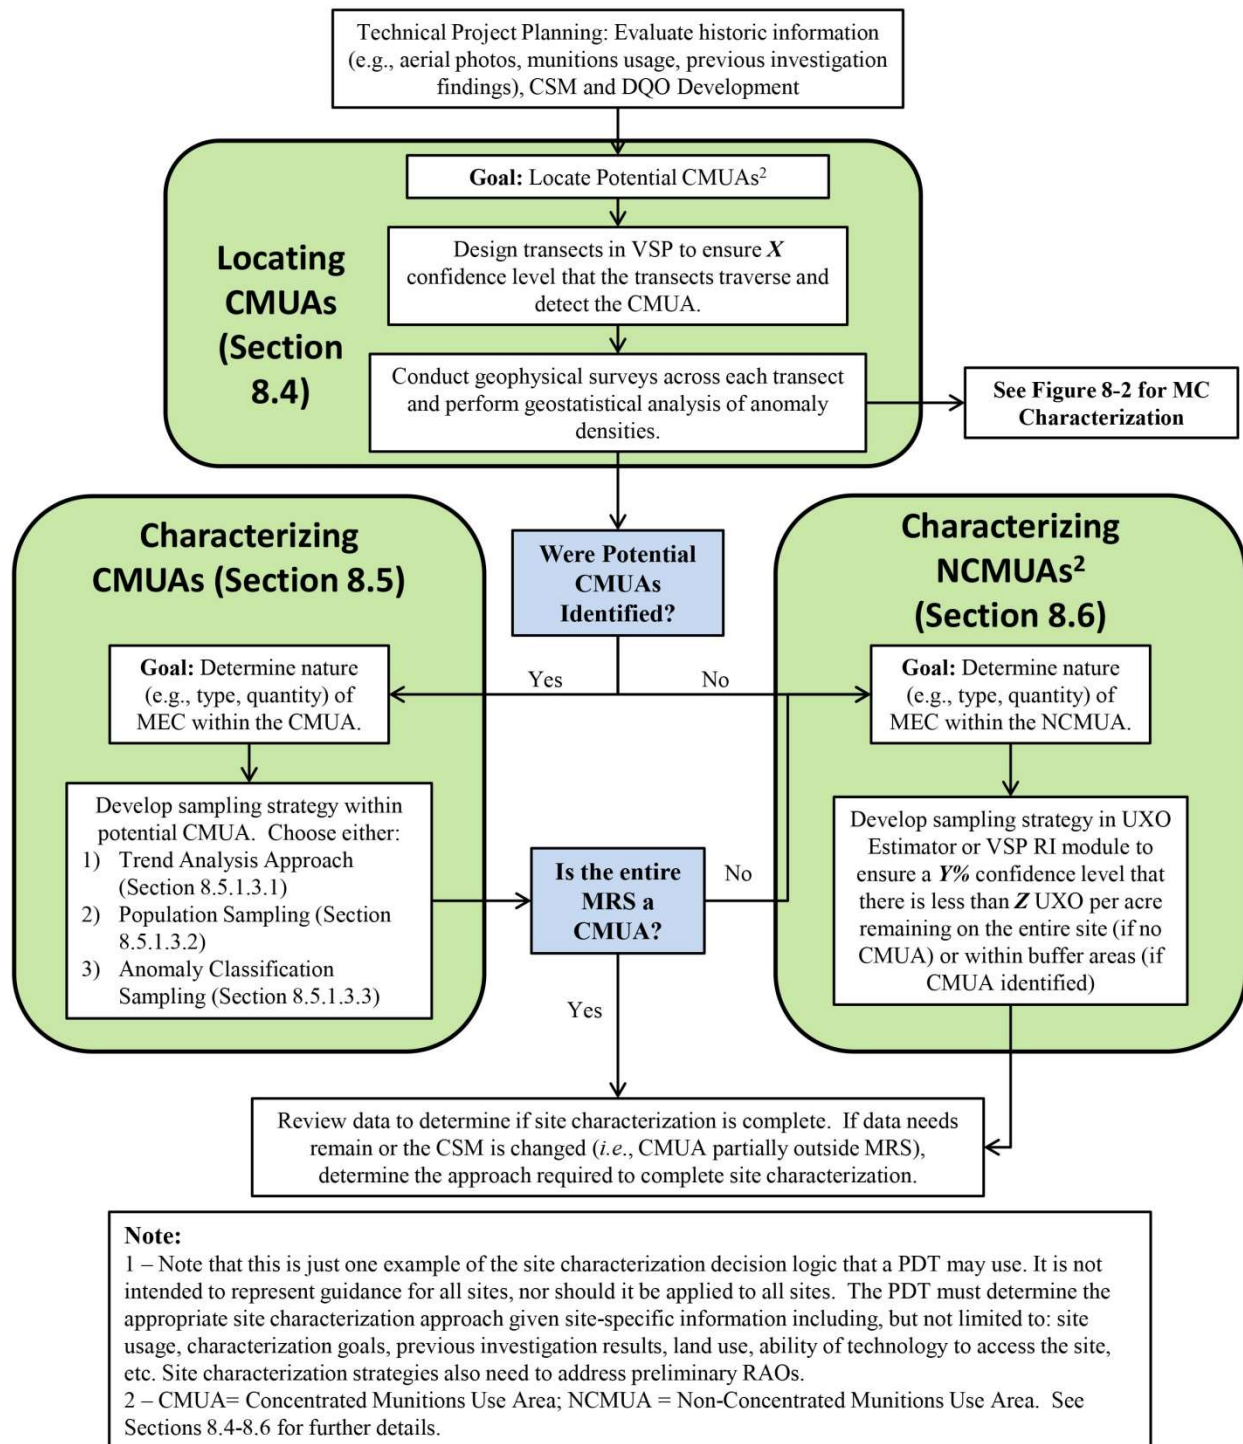 Technical Project Planning: Evaluate historic information
(e.g., aerial photos, munitions usage, previous investigation
findings), CSM and DQO Development
Goal: Locate Potential CMUAs²
Locating
CMUAs
(Section
8.4)
Design transects in VSP to ensure X
confidence level that the transects traverse and
detect the CMUA.
Conduct geophysical surveys across each transect
and perform geostatistical analysis of anomaly
densities.
See Figure 8-2 for MC
Characterization
Characterizing
CMUAs (Section 8.5)
Were Potential
CMUAs
Identified?
Characterizing
NCMUAs²
(Section 8.6)
Goal: Determine nature
(e.g., type, quantity) of
MEC within the CMUA.
Yes
No
Goal: Determine nature
(e.g., type, quantity) of
MEC within the NCMUA.
Develop sampling strategy within
potential CMUA. Choose either:
1) Trend Analysis Approach
(Section 8.5.1.3.1)
2) Population Sampling (Section
8.5.1.3.2)
3) Anomaly Classification
Sampling (Section 8.5.1.3.3)
Is the entire
MRS a
CMUA?
No
Yes
Develop sampling strategy in UXO
Estimator or VSP RI module to
ensure a Y% confidence level that
there is less than Z UXO per acre
remaining on the entire site (if no
CMUA) or within buffer areas (if
CMUA identified)
Review data to determine if site characterization is complete. If data needs
remain or the CSM is changed (i.e., CMUA partially outside MRS),
determine the approach required to complete site characterization.
Note:
1 – Note that this is just one example of the site characterization decision logic that a PDT may use. It is not
intended to represent guidance for all sites, nor should it be applied to all sites. The PDT must determine the
appropriate site characterization approach given site-specific information including, but not limited to: site
usage, characterization goals, previous investigation results, land use, ability of technology to access the site,
etc. Site characterization strategies also need to address preliminary RAOs.
2 – CMUA= Concentrated Munitions Use Area; NCMUA = Non-Concentrated Munitions Use Area. See
Sections 8.4-8.6 for further details.